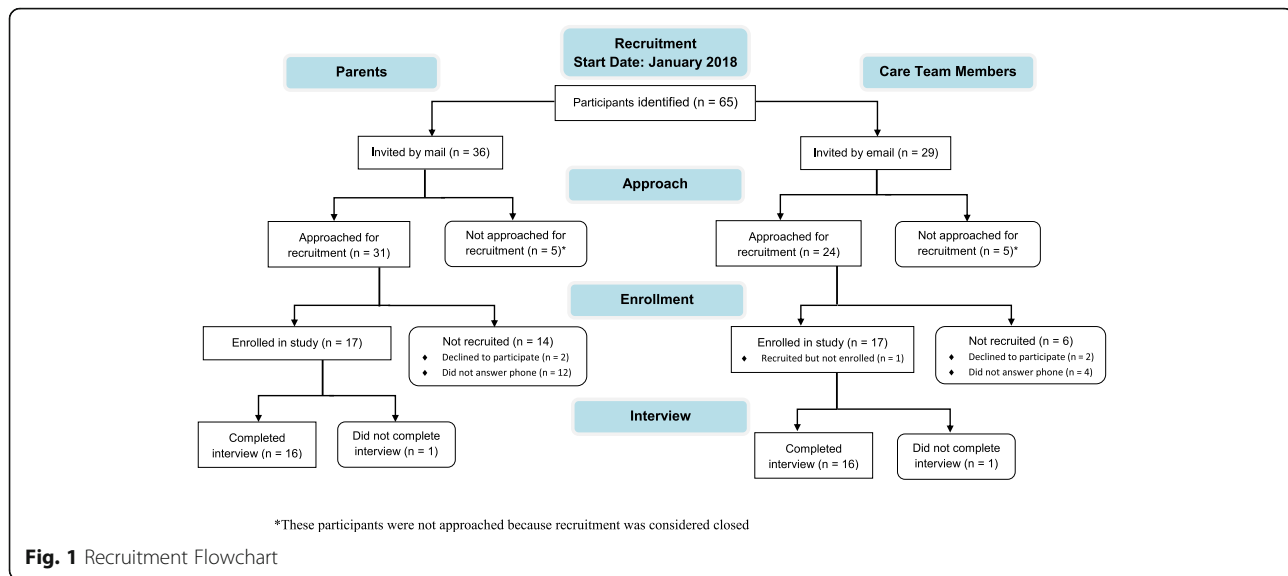 Recruitment
Start Date: January 2018
Parents
Care Team Members
Participants identified (n = 65)
Invited by mail (n = 36)
Invited by email (n = 29)
Approach
Approached for
recruitment (n = 31)
Not approached for
recruitment (n = 5)*
Approached for
recruitment (n = 24)
Not approached for
recruitment (n = 5)*
Enrollment
Enrolled in study (n = 17)
Not recruited (n = 14)
♦ Declined to participate (n = 2)
♦ Did not answer phone (n = 12)
Enrolled in study (n = 17)
♦ Recruited but not enrolled (n = 1)
Not recruited (n = 6)
♦ Declined to participate (n = 2)
♦ Did not answer phone (n = 4)
Interview
Completed
interview (n = 16)
Did not complete
interview (n = 1)
Completed
interview (n = 16)
Did not complete
interview (n = 1)
*These participants were not approached because recruitment was considered closed
Fig. 1 Recruitment Flowchart